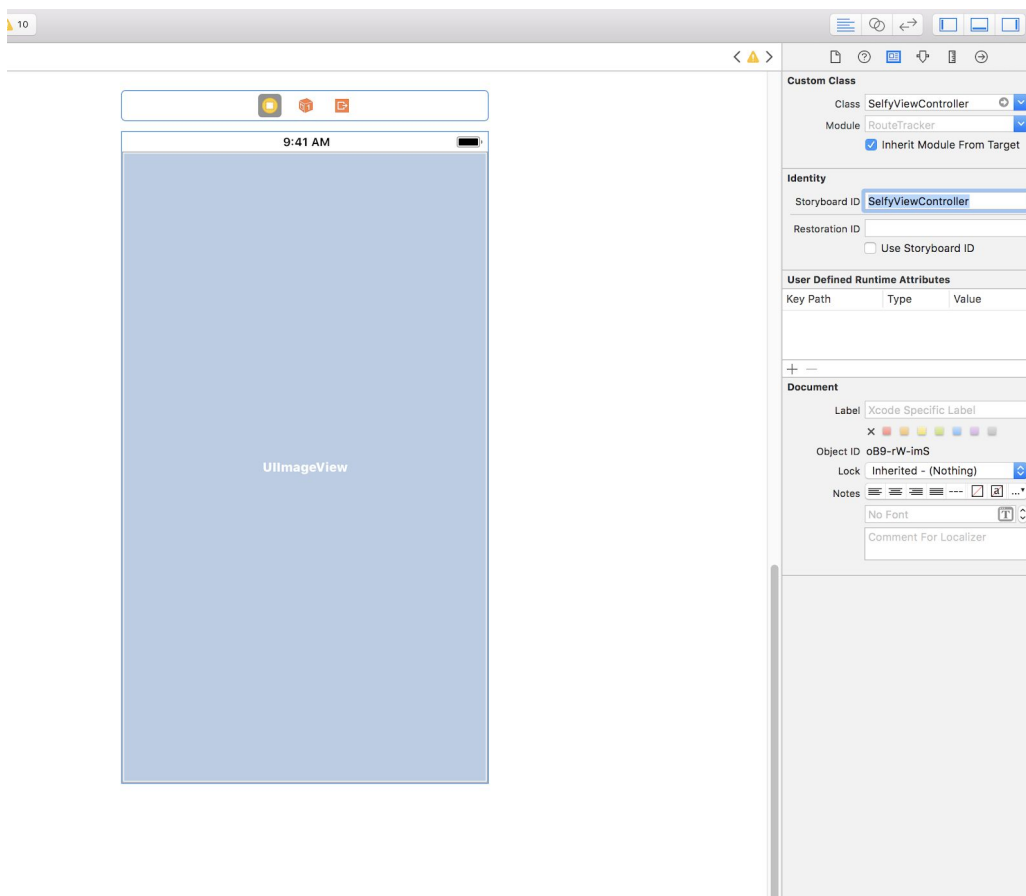 10
Custom Class
Class SelfyViewController
Module RouteTracker
Inherit Module From Target
9:41 AM
Identity
Storyboard ID SelfyViewController
Restoration ID
Use Storyboard ID
User Defined Runtime Attributes
Key Path Type Value
Document
Label Xcode Specific Label
Object ID oB9-rW-imS
Lock Inherited - (Nothing)
Notes
No Font
Comment For Localizer
UIImageView